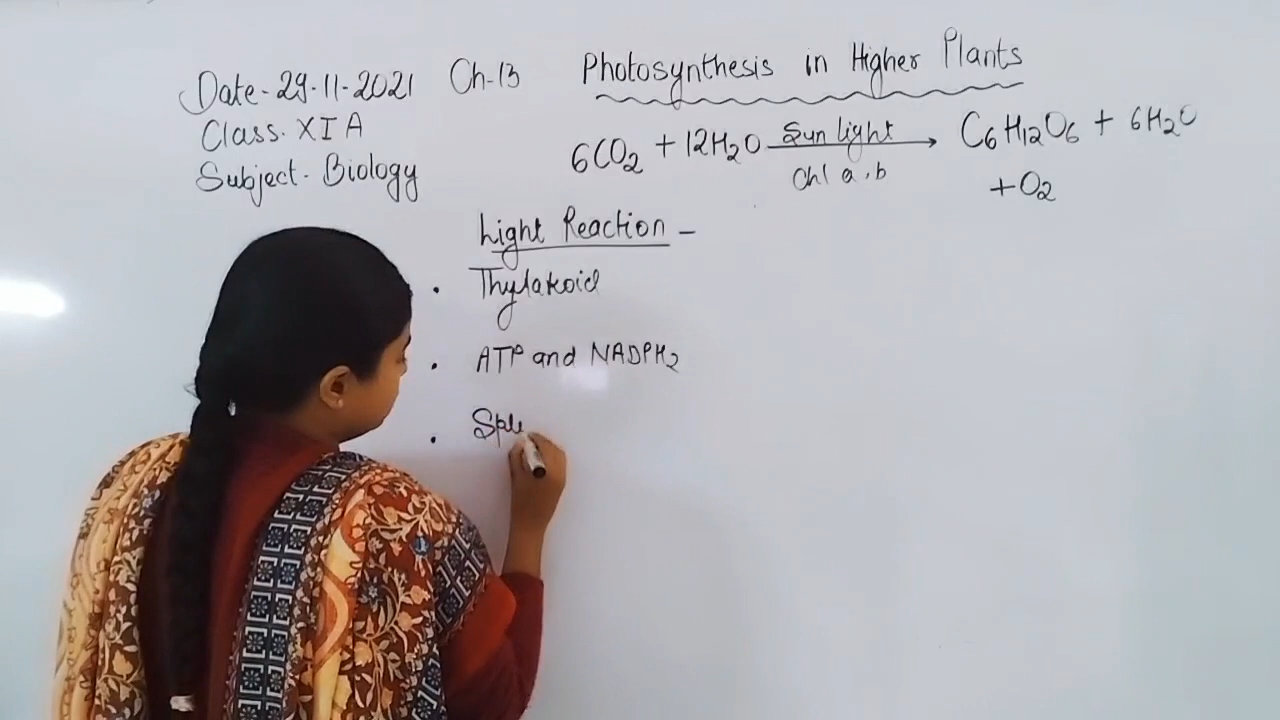 Date-29-11-2021 Ch-13 Photosynthesis in Higher Plants
Class. XI A
Subject- Biology
6CO2 + 12H2O Sun light Chl a,b → C6H12O6 + 6H2O
+O2
Light Reaction –
• Thylakoid
• ATP and NADPH2
• Spli